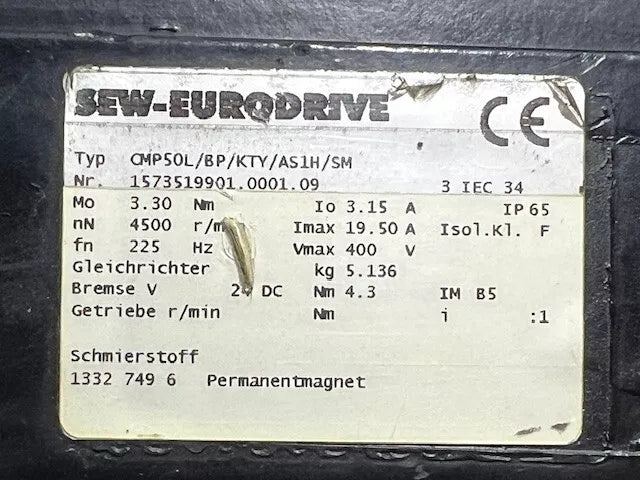 SEW-EURODRIVE CE
Typ CMP50L/BP/KTY/AS1H/SM
Nr. 1573519901.0001.09 3 IEC 34
Mo 3.30 Nm Io 3.15 A IP 65
nN 4500 r/m Imax 19.50 A Isol.Kl. F
fn 225 Hz Vmax 400 V
Gleichrichter kg 5.136
Bremse V 24 DC Nm 4.3 IM B5
Getriebe r/min Nm i :1
Schmierstoff
1332 749 6 Permanentmagnet